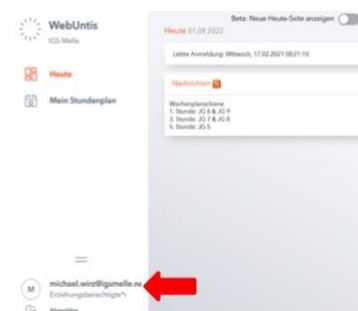 WebUntis
IGS Melle
Heute
Mein Stundenplan
michael.wirz@igsmelle.ne
Erziehungsberechtigte*r
M
Abmelden
Beta: Neue Heute-Seite anzeigen
Heute 01.09.2022
Letzte Anmeldung: Mittwoch, 17.02.2021 08:21:10
Nachrichten
Wochenplanschiene
1. Stunde: JG 6 & JG 9
3. Stunde: JG 7 & JG 8
5. Stunde: JG 5